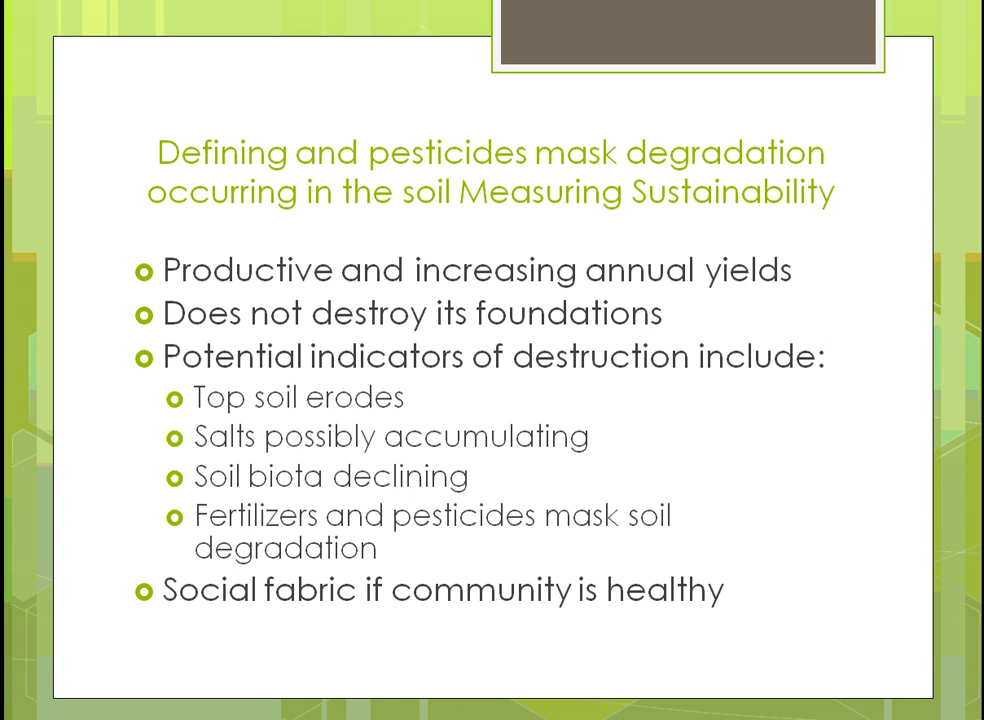 Defining and pesticides mask degradation
occurring in the soil Measuring Sustainability
Productive and increasing annual yields
Does not destroy its foundations
Potential indicators of destruction include:
Top soil erodes
Salts possibly accumulating
Soil biota declining
Fertilizers and pesticides mask soil
degradation
Social fabric if community is healthy